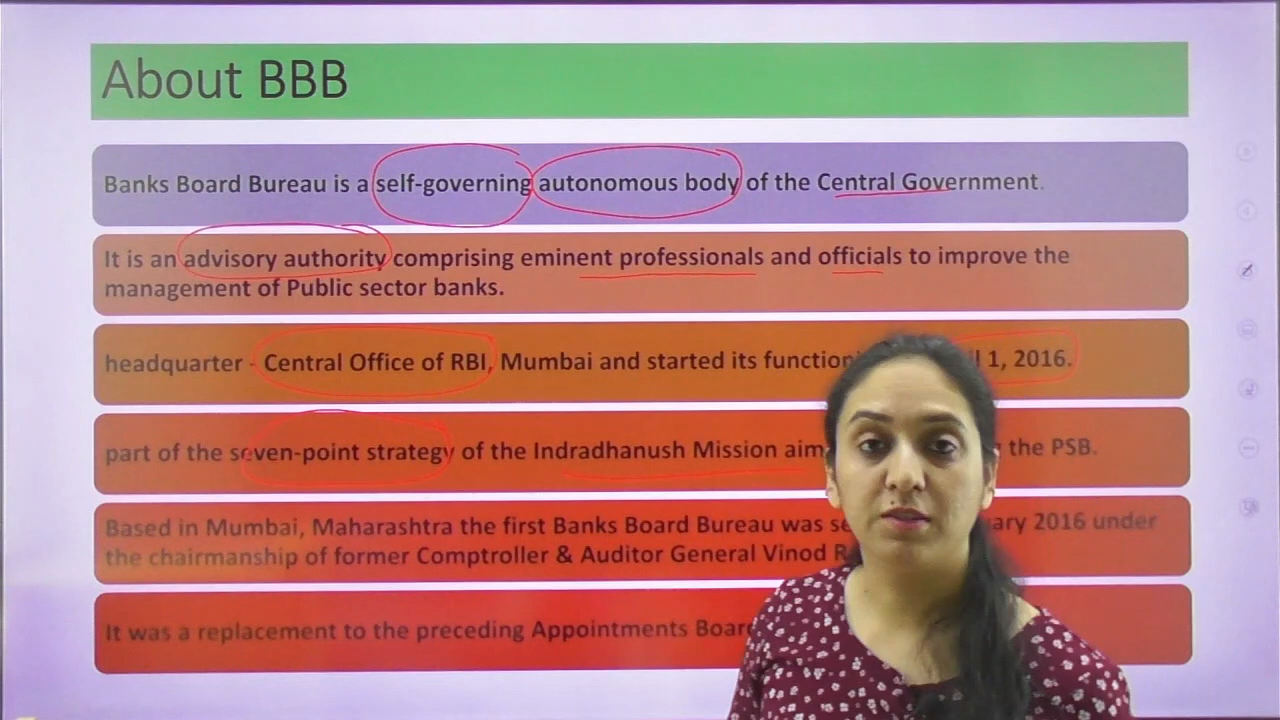 About BBB
Banks Board Bureau is a self-governing autonomous body of the Central Government.
It is an advisory authority comprising eminent professionals and officials to improve the
management of Public sector banks.
headquarter - Central Office of RBI, Mumbai and started its function 1, 2016.
part of the seven-point strategy of the Indradhanush Mission aim the PSB.
Based in Mumbai, Maharashtra the first Banks Board Bureau was 2016 under
the chairmanship of former Comptroller & Auditor General Vinod
It was a replacement to the preceding Appointments